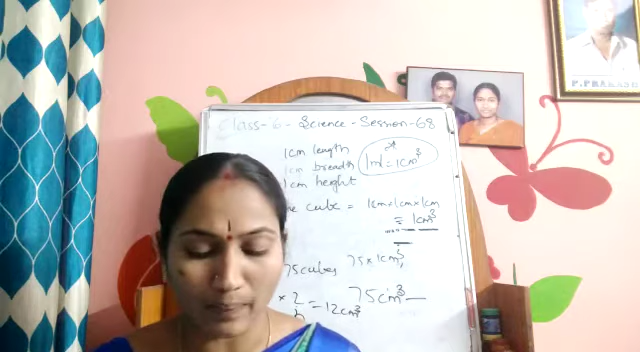 Class-6-Science-Session-68
1cm length
1cm breadth
1cm height
1ml = 1cm³
cube = 1cm×1cm×1cm
= 1cm³
75cubes 75×1cm³
75cm³
× 2
= 12cm³